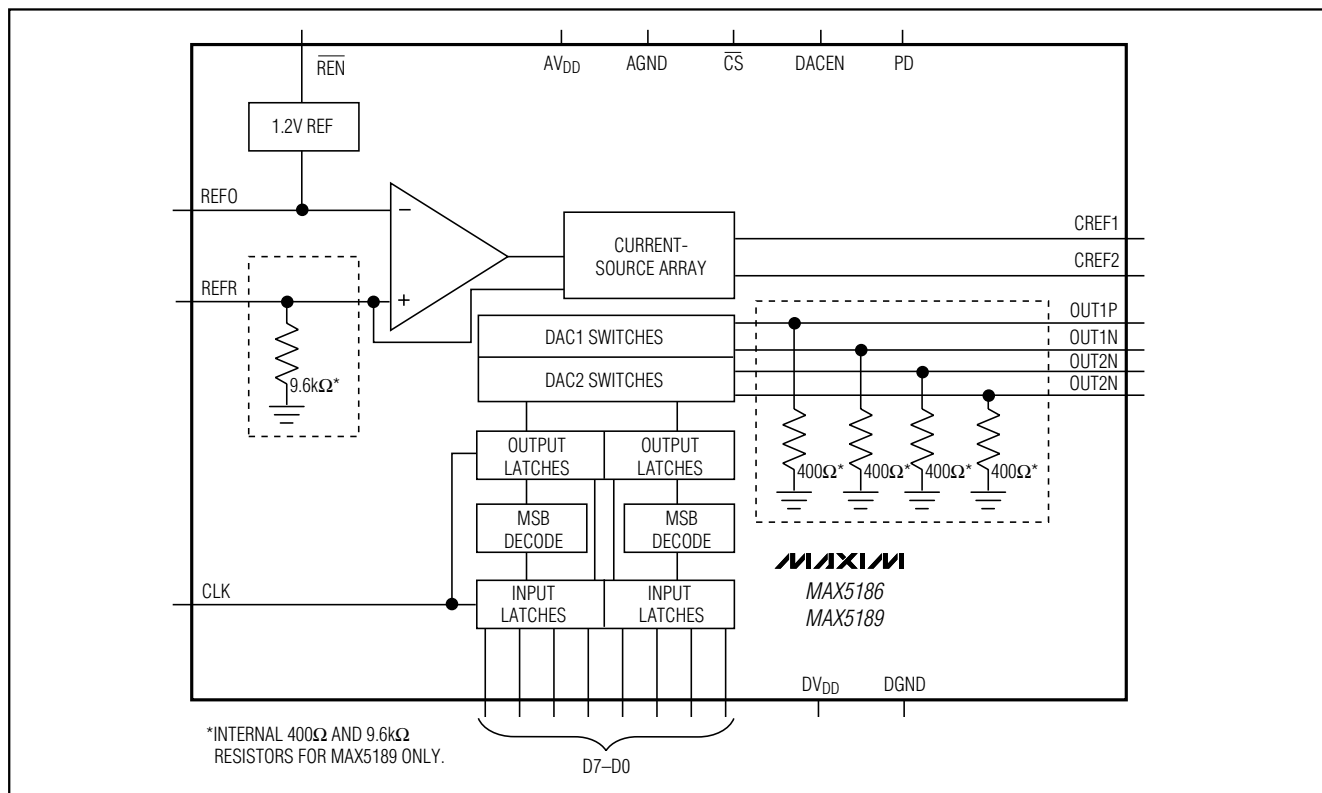 REN
AVDD
AGND
CS
DACEN
PD
1.2V REF
REFO
−
CURRENT-
SOURCE ARRAY
CREF1
CREF2
REFR
+
9.6kΩ*
DAC1 SWITCHES
DAC2 SWITCHES
OUT1P
OUT1N
OUT2N
OUT2N
400Ω*
400Ω*
400Ω*
400Ω*
OUTPUT
LATCHES
OUTPUT
LATCHES
MSB
DECODE
MSB
DECODE
MAXIM
MAX5186
MAX5189
CLK
INPUT
LATCHES
INPUT
LATCHES
DVDD
DGND
*INTERNAL 400Ω AND 9.6kΩ
RESISTORS FOR MAX5189 ONLY.
D7–D0